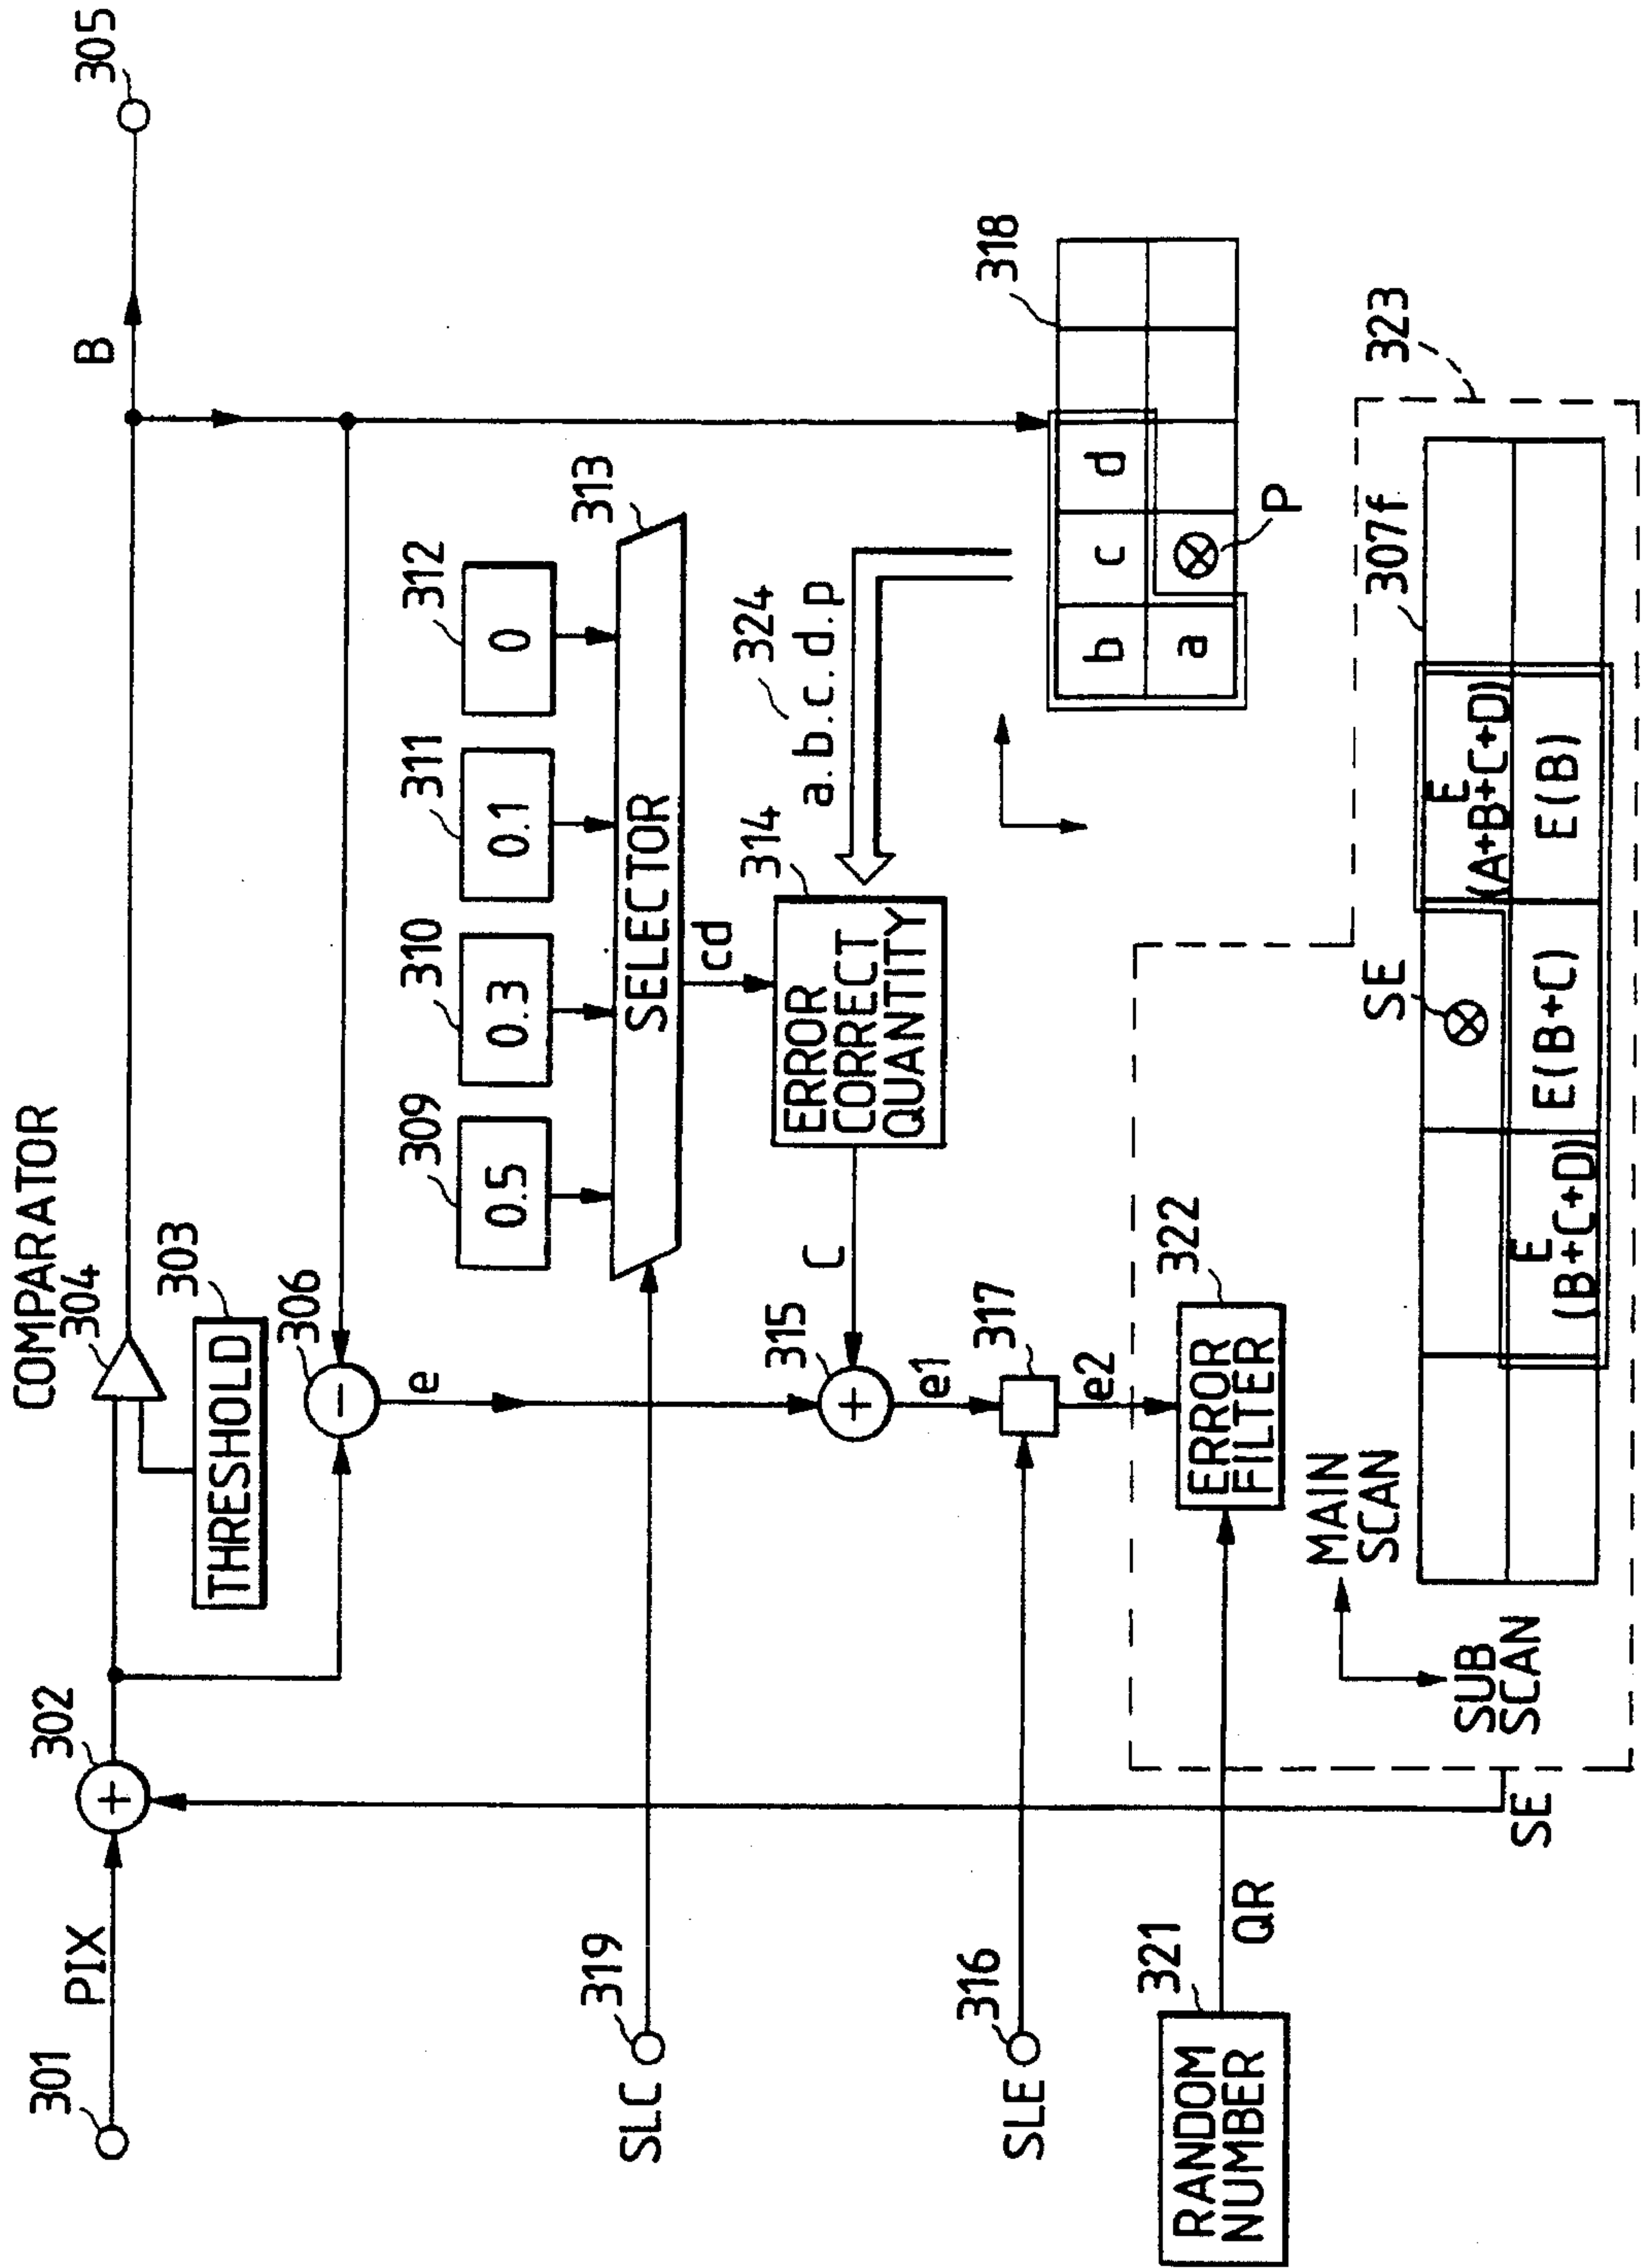 301
PIX
302
COMPARATOR
304
303
THRESHOLD
B
305
306
e
309
0.5
310
0.3
311
0.1
312
0
313
SELECTOR
319
SLC
cd
314
ERROR
CORRECT
QUANTITY
324
a.b.c.d.p
C
315
e1
317
e2
316
SLE
318
b
c
d
a
P
321
RANDOM
NUMBER
QR
322
ERROR
FILTER
323
MAIN
SCAN
SUB
SCAN
SE
307f
E
(A+B+C+D)
E
(B+C+D)
E(B+C)
E(B)
SE